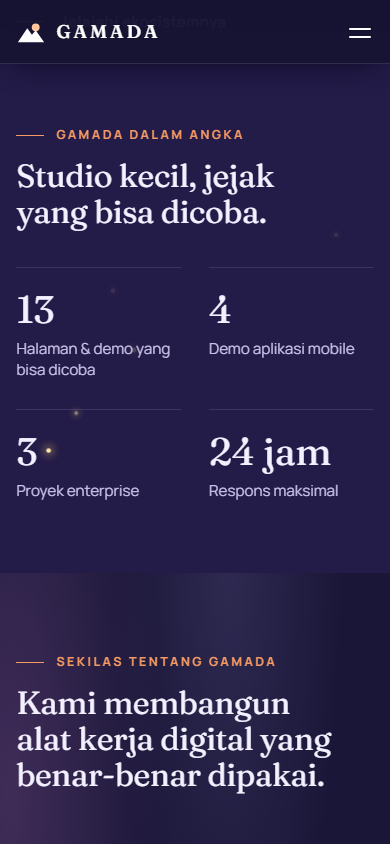 GAMADA
GAMADA DALAM ANGKA
Studio kecil, jejak
yang bisa dicoba.
13
Halaman & demo yang
bisa dicoba
4
Demo aplikasi mobile
3
Proyek enterprise
24 jam
Respons maksimal
SEKILAS TENTANG GAMADA
Kami membangun
alat kerja digital yang
benar-benar dipakai.